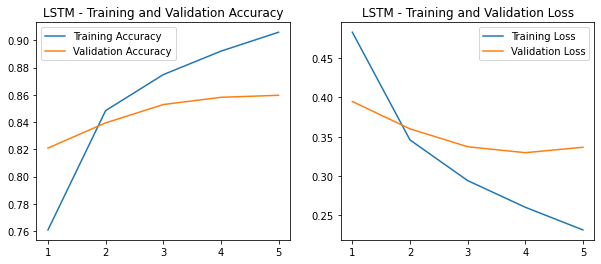 LSTM - Training and Validation Accuracy
Training Accuracy
Validation Accuracy
0.90
0.88
0.86
0.84
0.82
0.80
0.78
0.76
1 2 3 4 5
LSTM - Training and Validation Loss
Training Loss
Validation Loss
0.45
0.40
0.35
0.30
0.25
1 2 3 4 5